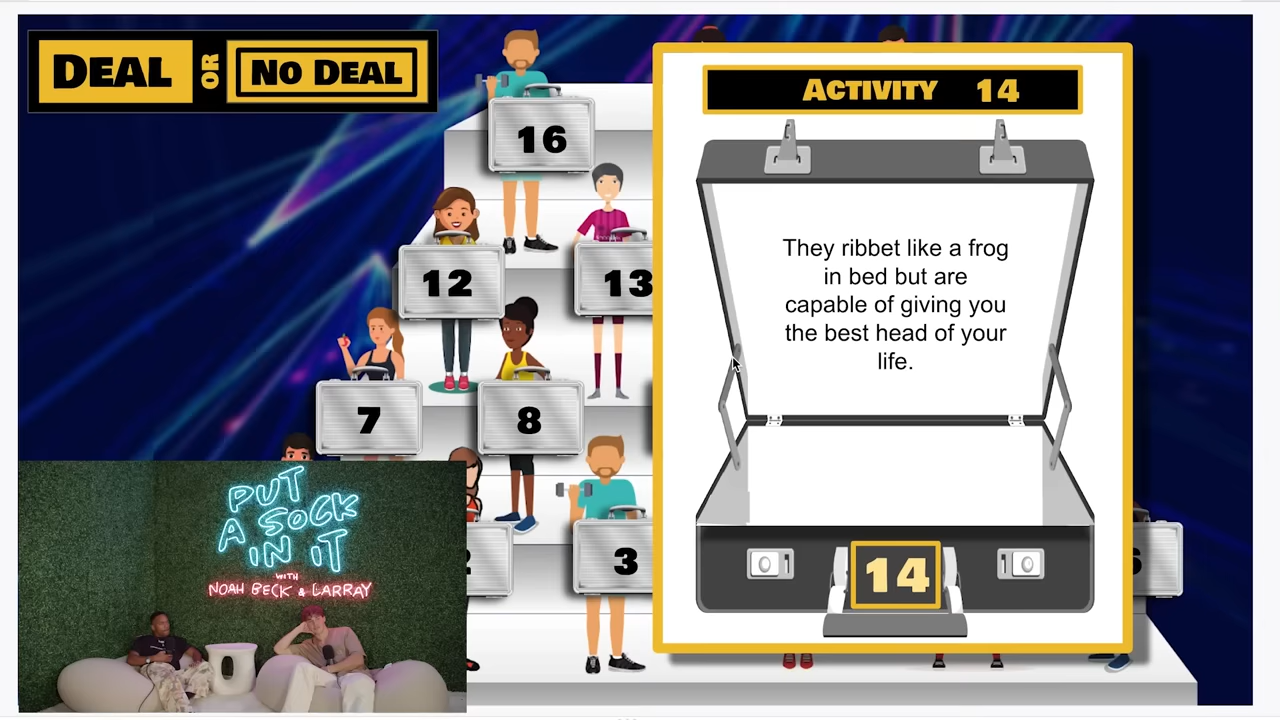 DEAL OR NO DEAL
ACTIVITY 14
16
They ribbet like a frog
in bed but are
capable of giving you
the best head of your
life.
12
13
7
8
PUT
A SOCK
IN IT
WITH
NOAH BECK & LARRAY
3
14